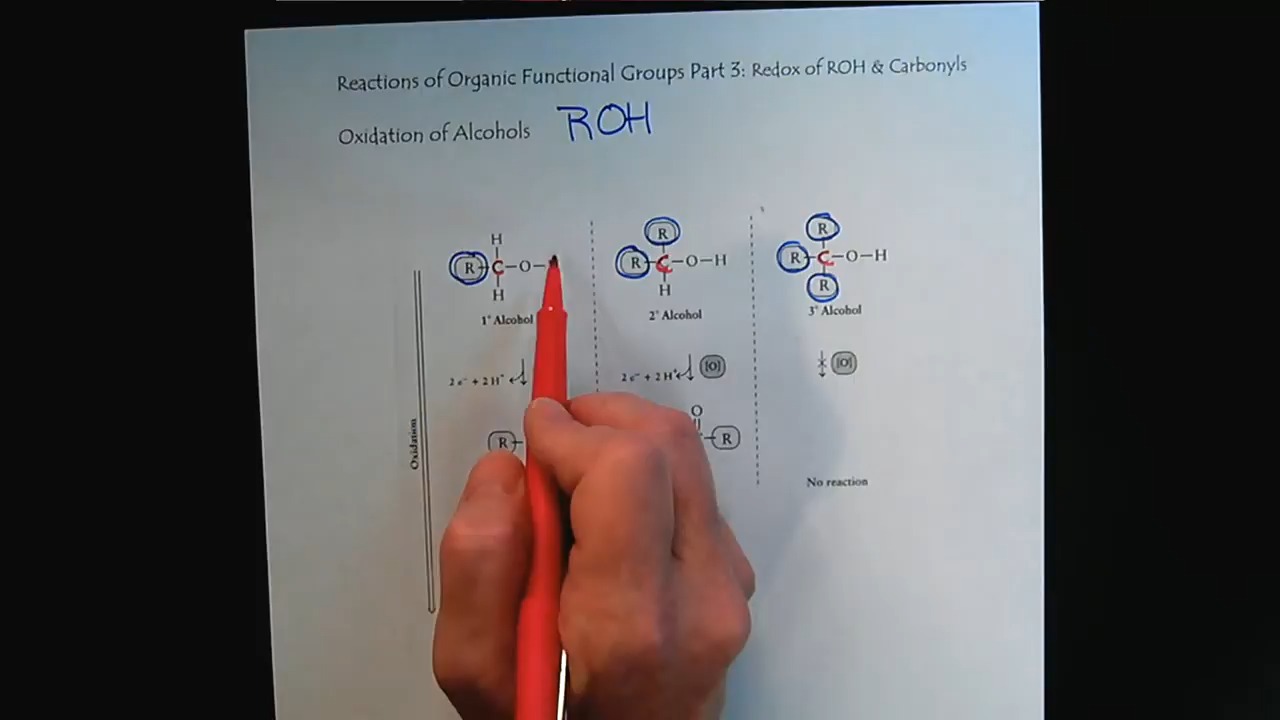 Reactions of Organic Functional Groups Part 3: Redox of ROH & Carbonyls
Oxidation of Alcohols ROH
H R R
R-C-O- R-C-O-H R-C-O-H
H H R
1° Alcohol 2° Alcohol 3° Alcohol
2 e⁻ + 2 H⁺ 2 e⁻ + 2 H⁺ [O] [O]
O
R- -R
Oxidation
No reaction